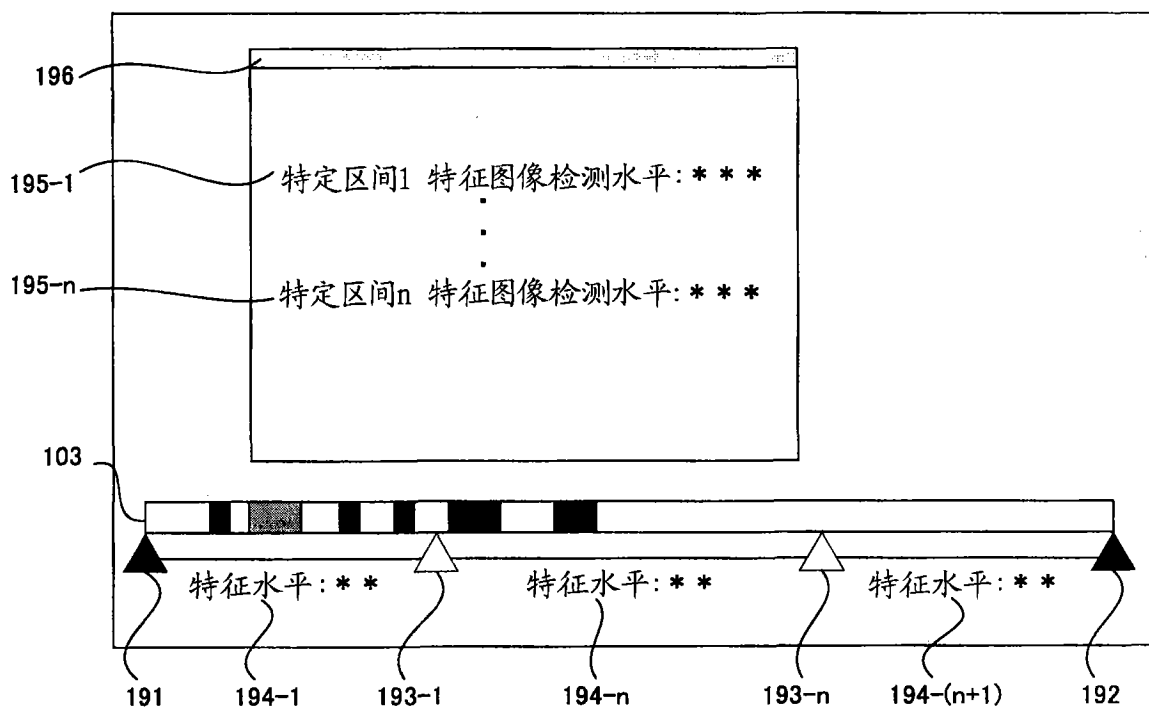 196
195-1
特定区间1 特征图像检测水平:***
195-n
特定区间n 特征图像检测水平:***
103
特征水平:** 特征水平:** 特征水平:**
191 194-1 193-1 194-n 193-n 194-(n+1) 192